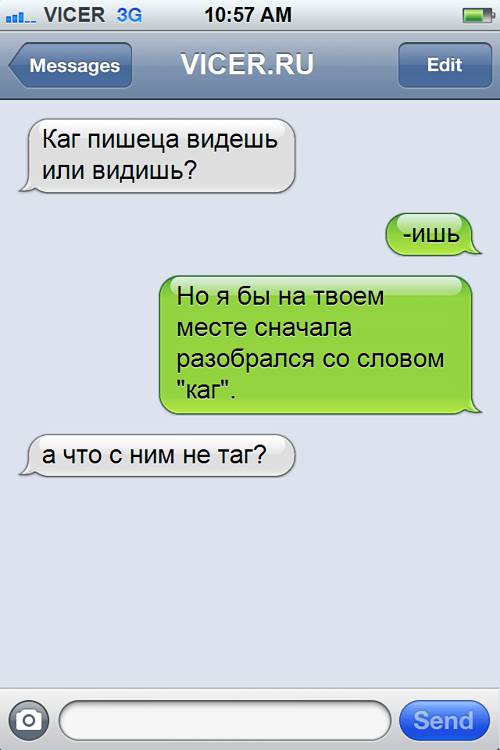 VICER 3G 10:57 AM
Messages VICER.RU Edit
Каг пишеца видешь
или видишь?
-ишь
Но я бы на твоем
месте сначала
разобрался со словом
"каг".
а что с ним не таг?
Send